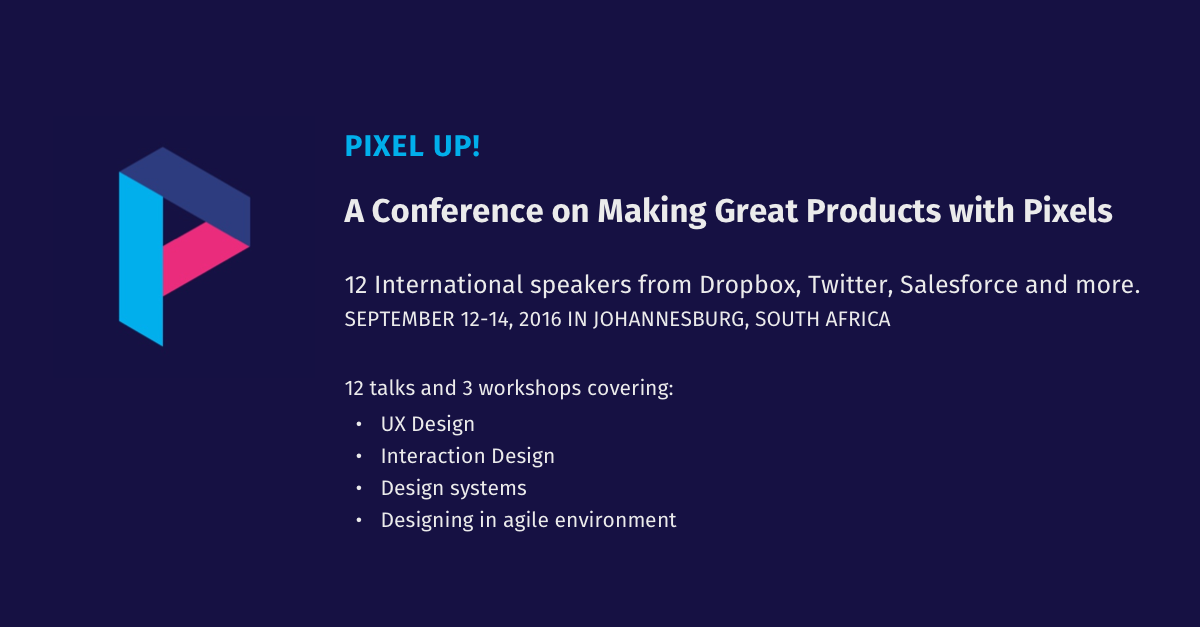 PIXEL UP!
A Conference on Making Great Products with Pixels
12 International speakers from Dropbox, Twitter, Salesforce and more.
SEPTEMBER 12-14, 2016 IN JOHANNESBURG, SOUTH AFRICA
12 talks and 3 workshops covering:
• UX Design
• Interaction Design
• Design systems
• Designing in agile environment